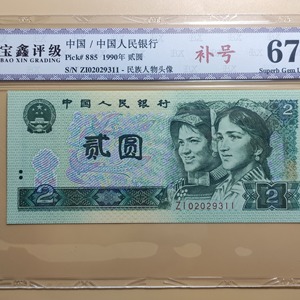 宝鑫评级
BAO XIN GRADING
中国 / 中国人民银行
Pick# 885 1990年 贰圆
S/N ZI02029311 - 民族人物头像
补号
67
Superb Gem
中国人民银行
贰圆
2
2
ZI02029311